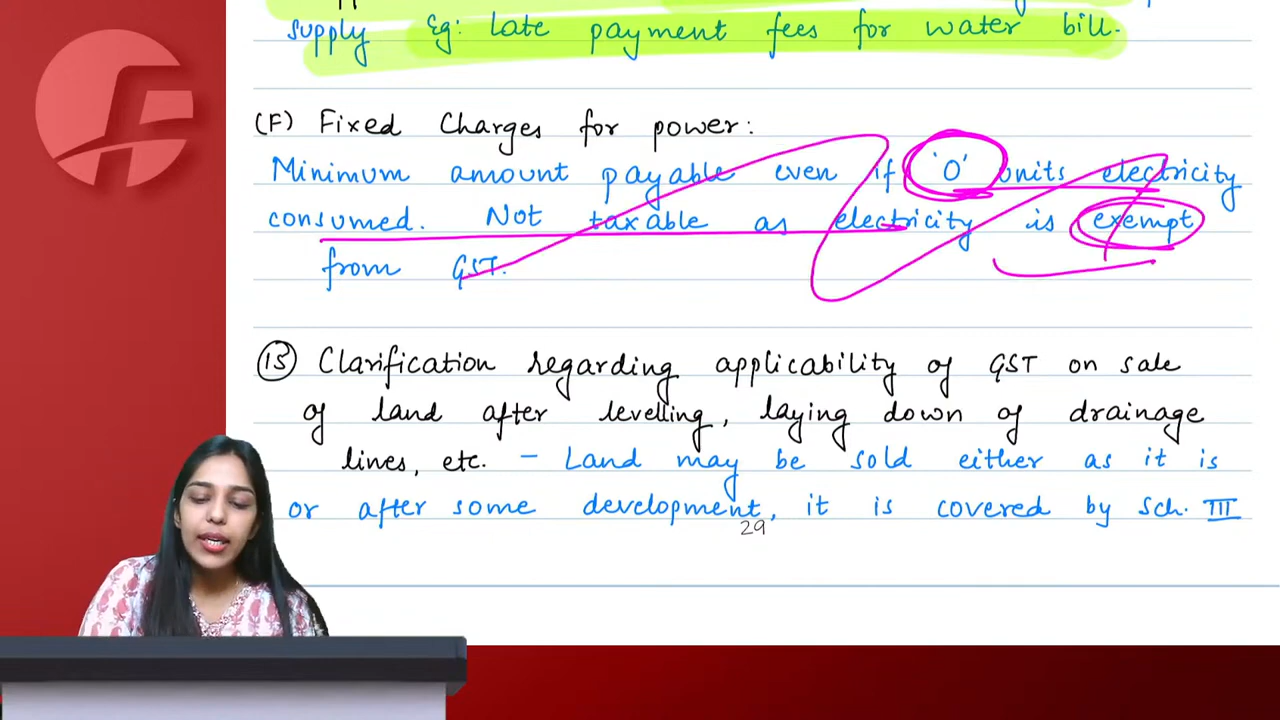 supply Eg: Late payment fees for water bill.
(F) Fixed Charges for power:
Minimum amount payable even if 'O' units electricity
consumed. Not taxable as electricity is exempt
from GST.
15 Clarification regarding applicability of GST on sale
of land after levelling, laying down of drainage
lines, etc. - Land may be sold either as it is
or after some development, it is covered by Sch. III
29